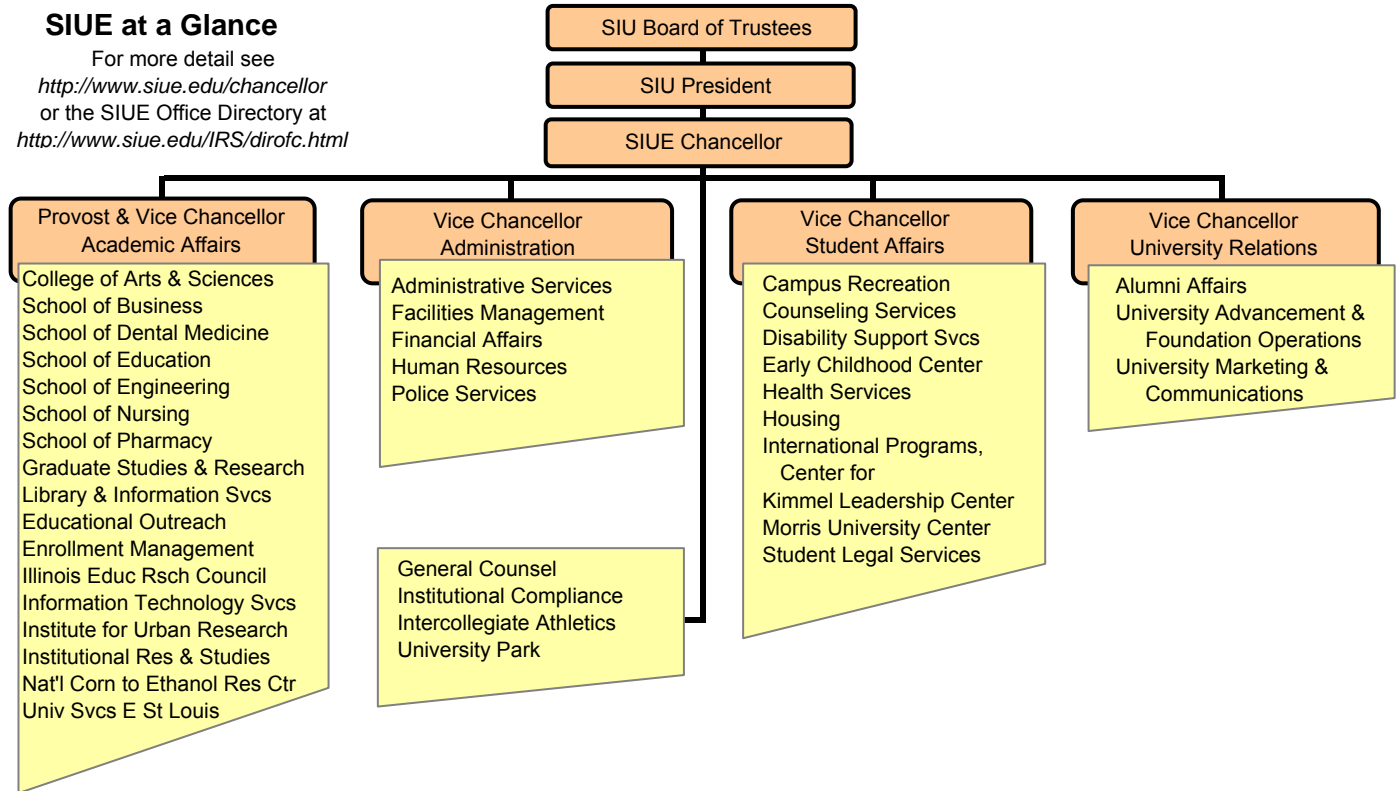 SIUE at a Glance
For more detail see
http://www.siue.edu/chancellor
or the SIUE Office Directory at
http://www.siue.edu/IRS/dirofc.html
SIU Board of Trustees
SIU President
SIUE Chancellor
Provost & Vice Chancellor
Academic Affairs
College of Arts & Sciences
School of Business
School of Dental Medicine
School of Education
School of Engineering
School of Nursing
School of Pharmacy
Graduate Studies & Research
Library & Information Svcs
Educational Outreach
Enrollment Management
Illinois Educ Rsch Council
Information Technology Svcs
Institute for Urban Research
Institutional Res & Studies
Nat'l Corn to Ethanol Res Ctr
Univ Svcs E St Louis
Vice Chancellor
Administration
Administrative Services
Facilities Management
Financial Affairs
Human Resources
Police Services
General Counsel
Institutional Compliance
Intercollegiate Athletics
University Park
Vice Chancellor
Student Affairs
Campus Recreation
Counseling Services
Disability Support Svcs
Early Childhood Center
Health Services
Housing
International Programs,
Center for
Kimmel Leadership Center
Morris University Center
Student Legal Services
Vice Chancellor
University Relations
Alumni Affairs
University Advancement &
Foundation Operations
University Marketing &
Communications